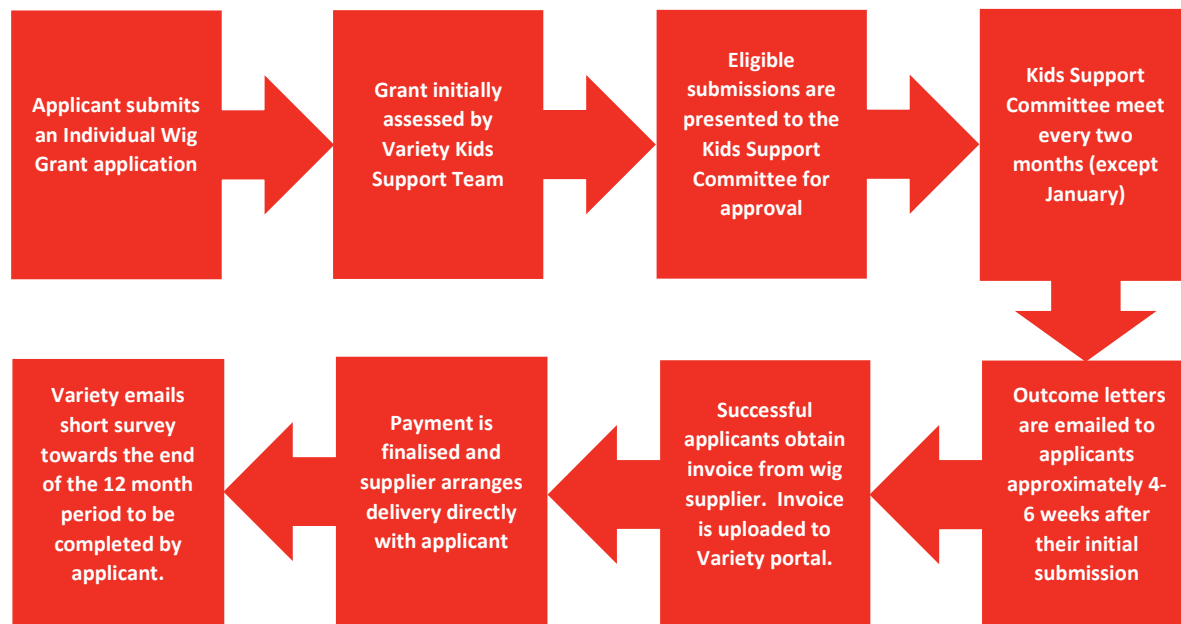 Applicant submits
an Individual Wig
Grant application
Grant initially
assessed by
Variety Kids
Support Team
Eligible
submissions are
presented to the
Kids Support
Committee for
approval
Kids Support
Committee meet
every two
months (except
January)
Outcome letters
are emailed to
applicants
approximately 4-
6 weeks after
their initial
submission
Successful
applicants obtain
invoice from wig
supplier.  Invoice
is uploaded to
Variety portal.
Payment is
finalised and
supplier arranges
delivery directly
with applicant
Variety emails
short survey
towards the end
of the 12 month
period to be
completed by
applicant.